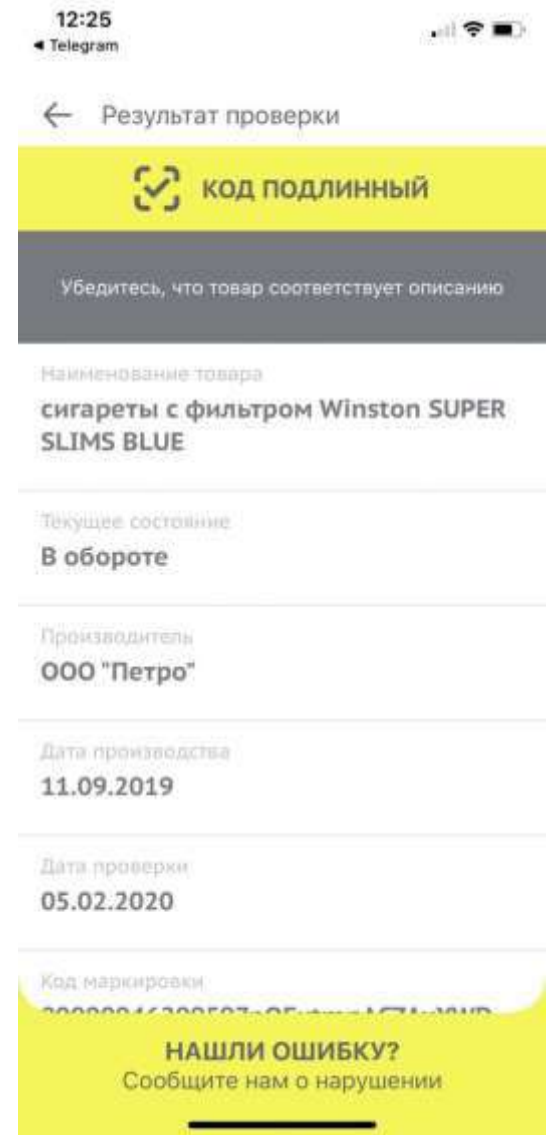 12:25
◄ Telegram
← Результат проверки
КОД ПОДЛИННЫЙ
Убедитесь, что товар соответствует описанию
Наименование товара
сигареты с фильтром Winston SUPER
SLIMS BLUE
Текущее состояние
В обороте
Производитель
ООО "Петро"
Дата производства
11.09.2019
Дата проверки
05.02.2020
Код маркировки
НАШЛИ ОШИБКУ?
Сообщите нам о нарушении